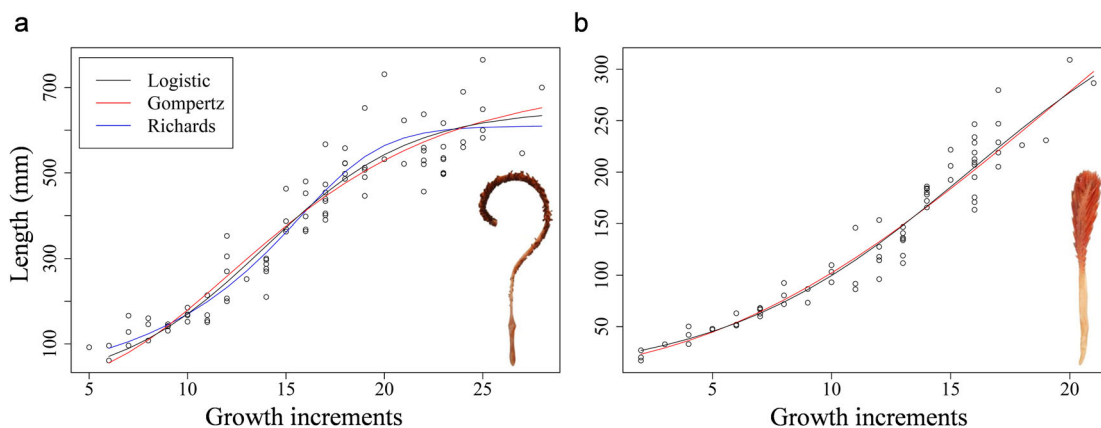 a
b
Logistic
Gompertz
Richards
Length (mm)
700
500
300
100
5 10 15 20 25
Growth increments
300
250
200
150
100
50
5 10 15 20
Growth increments